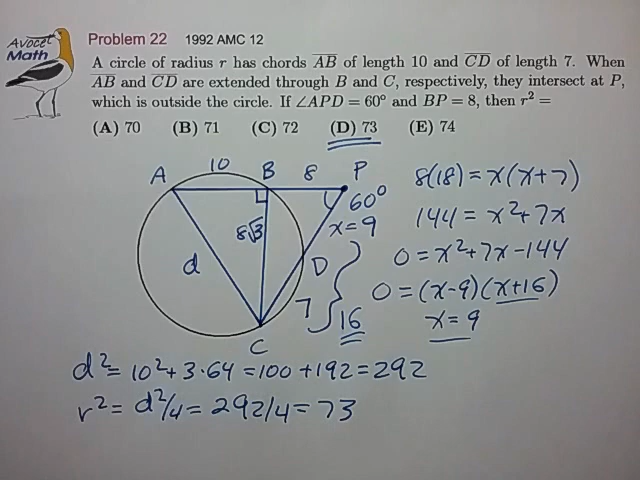 Avocet Math
Problem 22 1992 AMC 12
A circle of radius r has chords AB of length 10 and CD of length 7. When
AB and CD are extended through B and C, respectively, they intersect at P,
which is outside the circle. If ∠APD = 60° and BP = 8, then r² =
(A) 70 (B) 71 (C) 72 (D) 73 (E) 74
10
A B 8 P
60°
8√3 x=9
d D
7
16
C
8(18) = x(x+7)
144 = x²+7x
0 = x²+7x-144
0 = (x-9)(x+16)
x = 9
d² = 10²+3·64 = 100+192 = 292
r² = d²/4 = 292/4 = 73